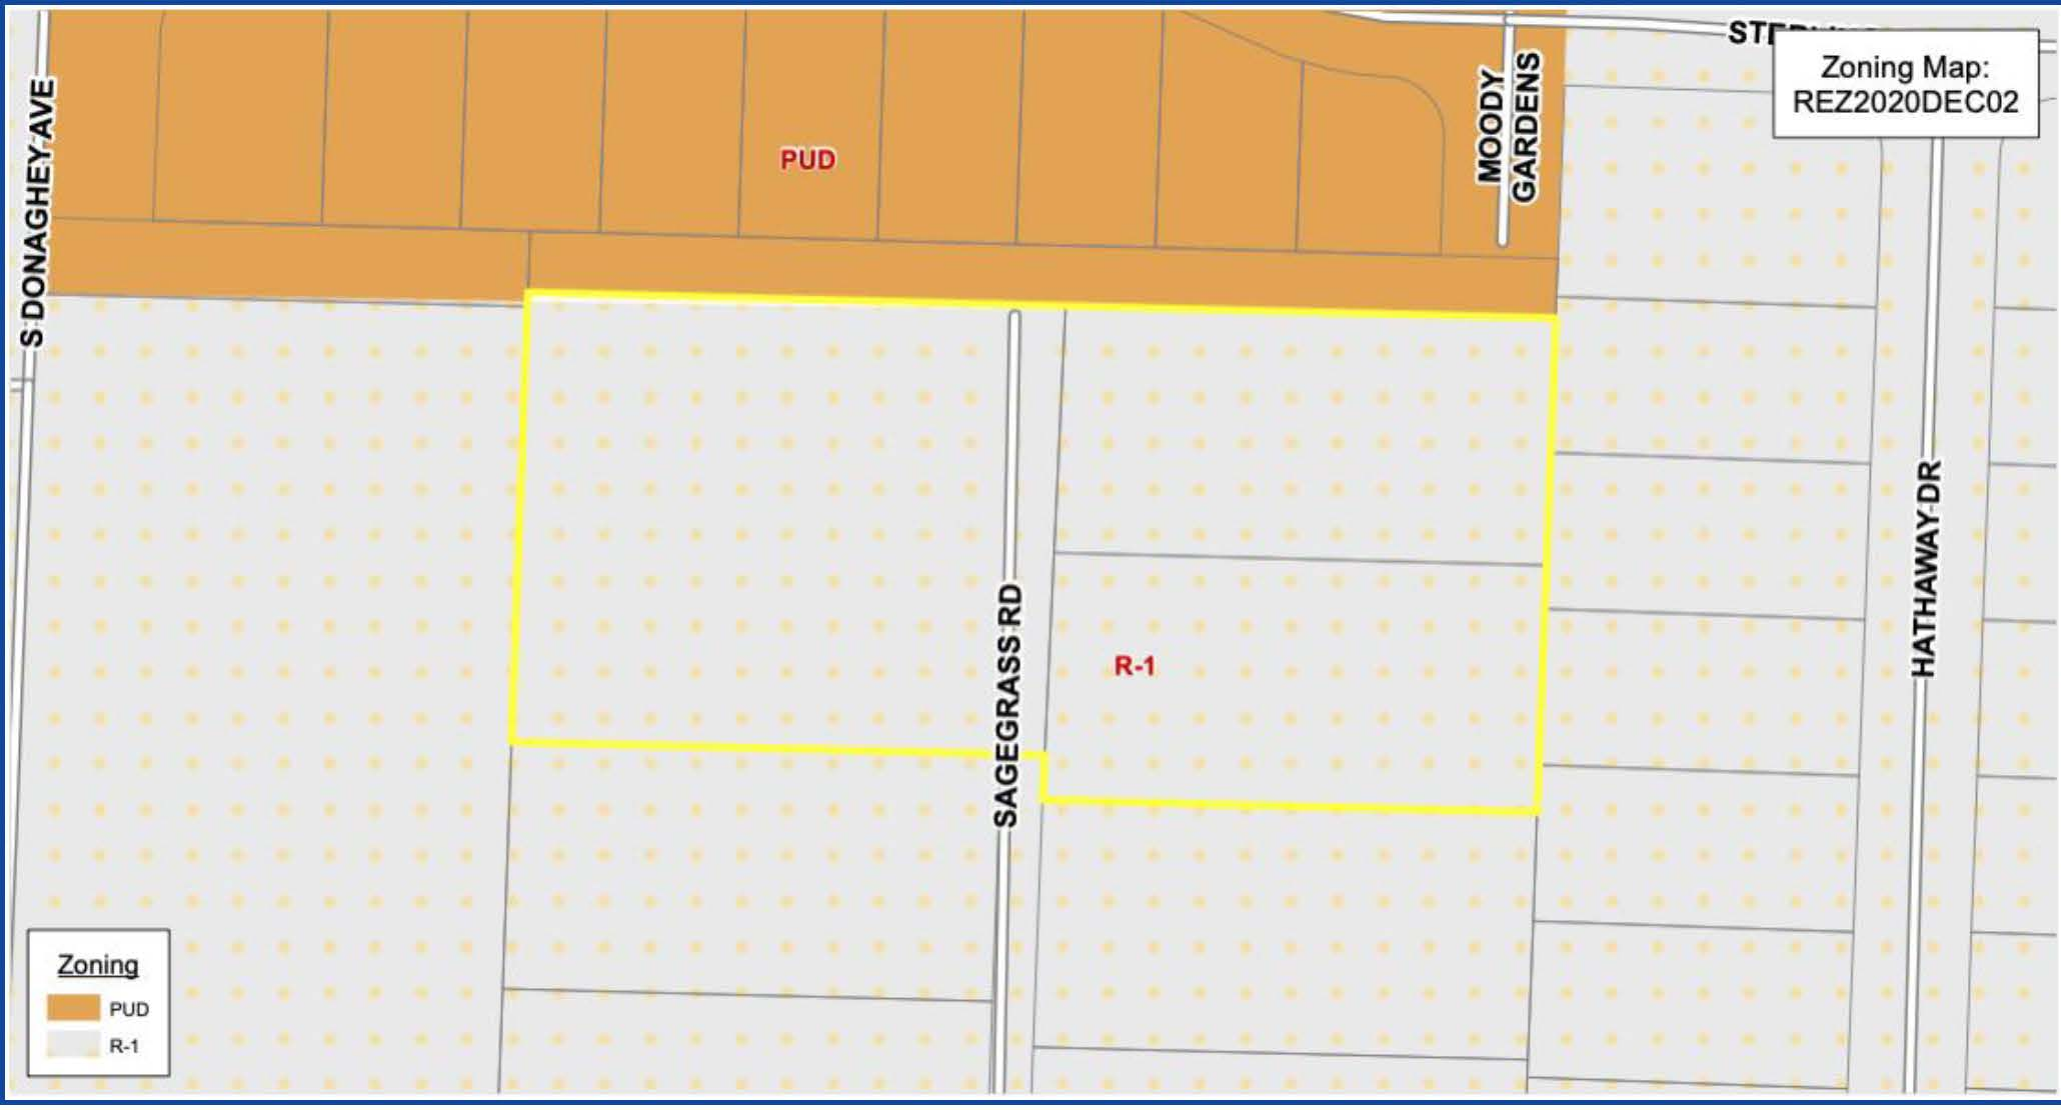 Zoning Map:
REZ2020DEC02
S DONAGHEY AVE
MOODY
GARDENS
PUD
SAGEGRASS RD
R-1
HATHAWAY DR
Zoning
PUD
R-1